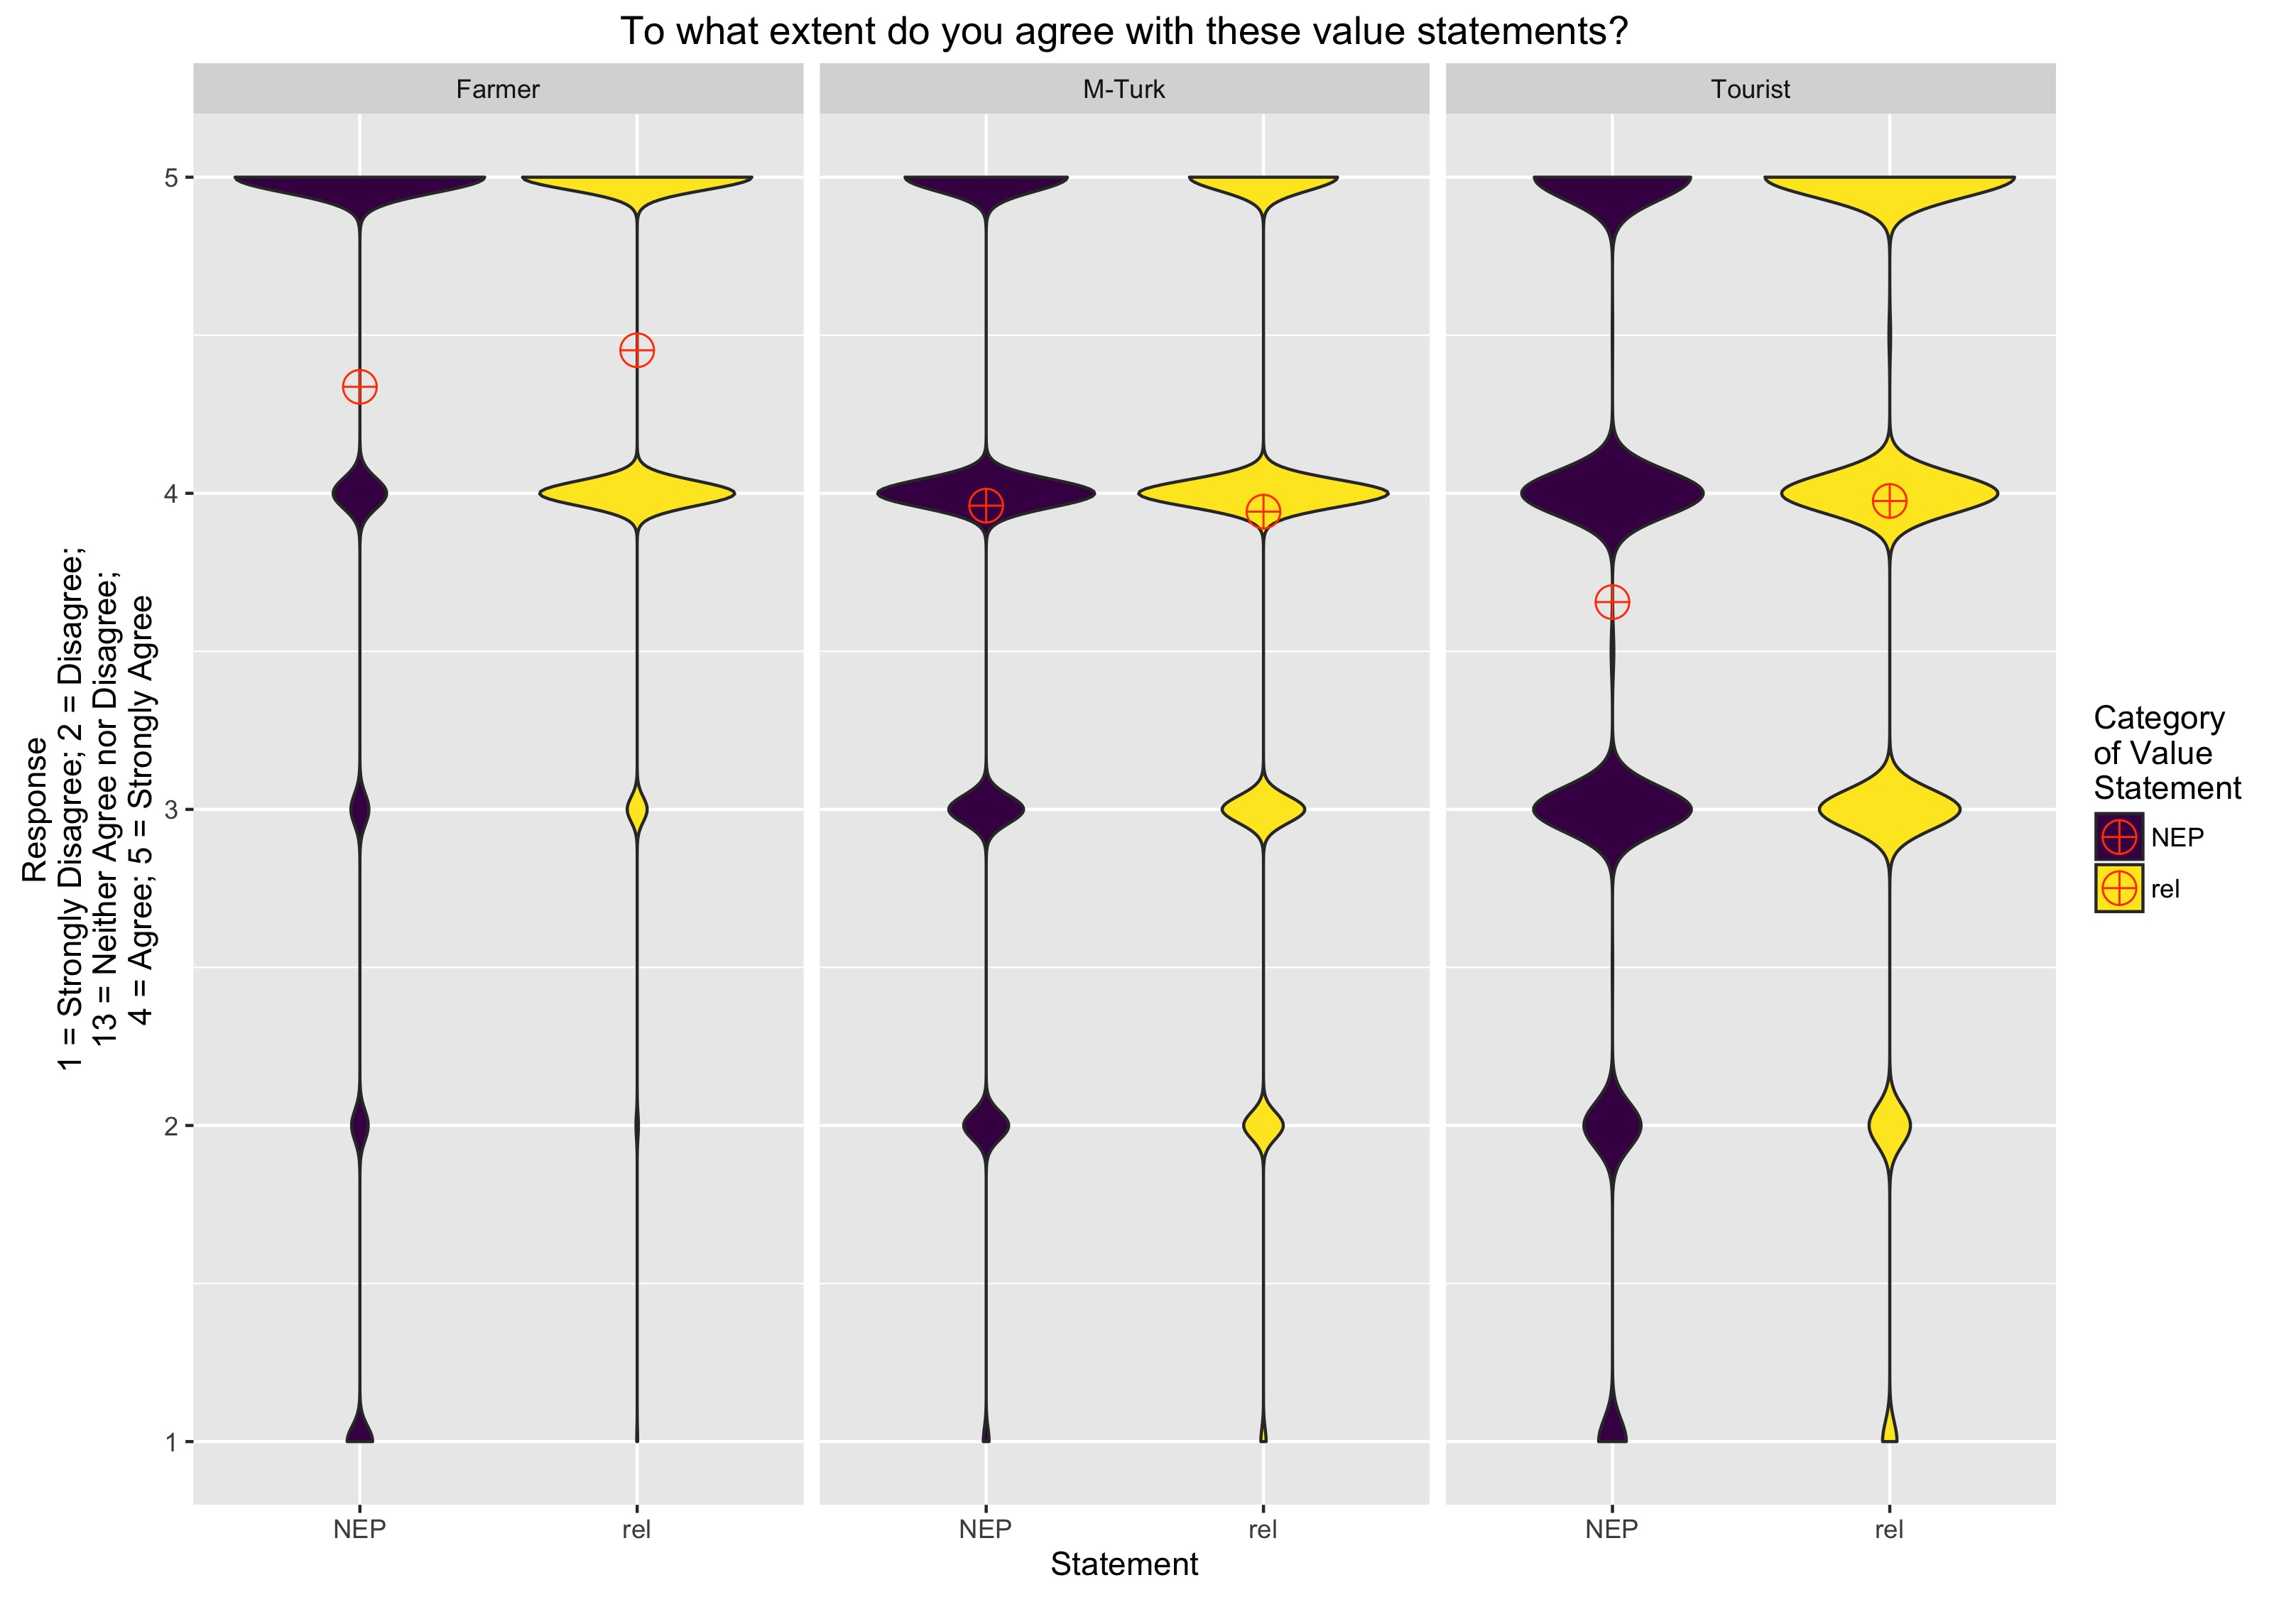 To what extent do you agree with these value statements?
Farmer
M-Turk
Tourist
Response
1 = Strongly Disagree; 2 = Disagree;
13 = Neither Agree nor Disagree;
4 = Agree; 5 = Strongly Agree
5
4
3
2
1
NEP
rel
NEP
rel
NEP
rel
Statement
Category
of Value
Statement
NEP
rel